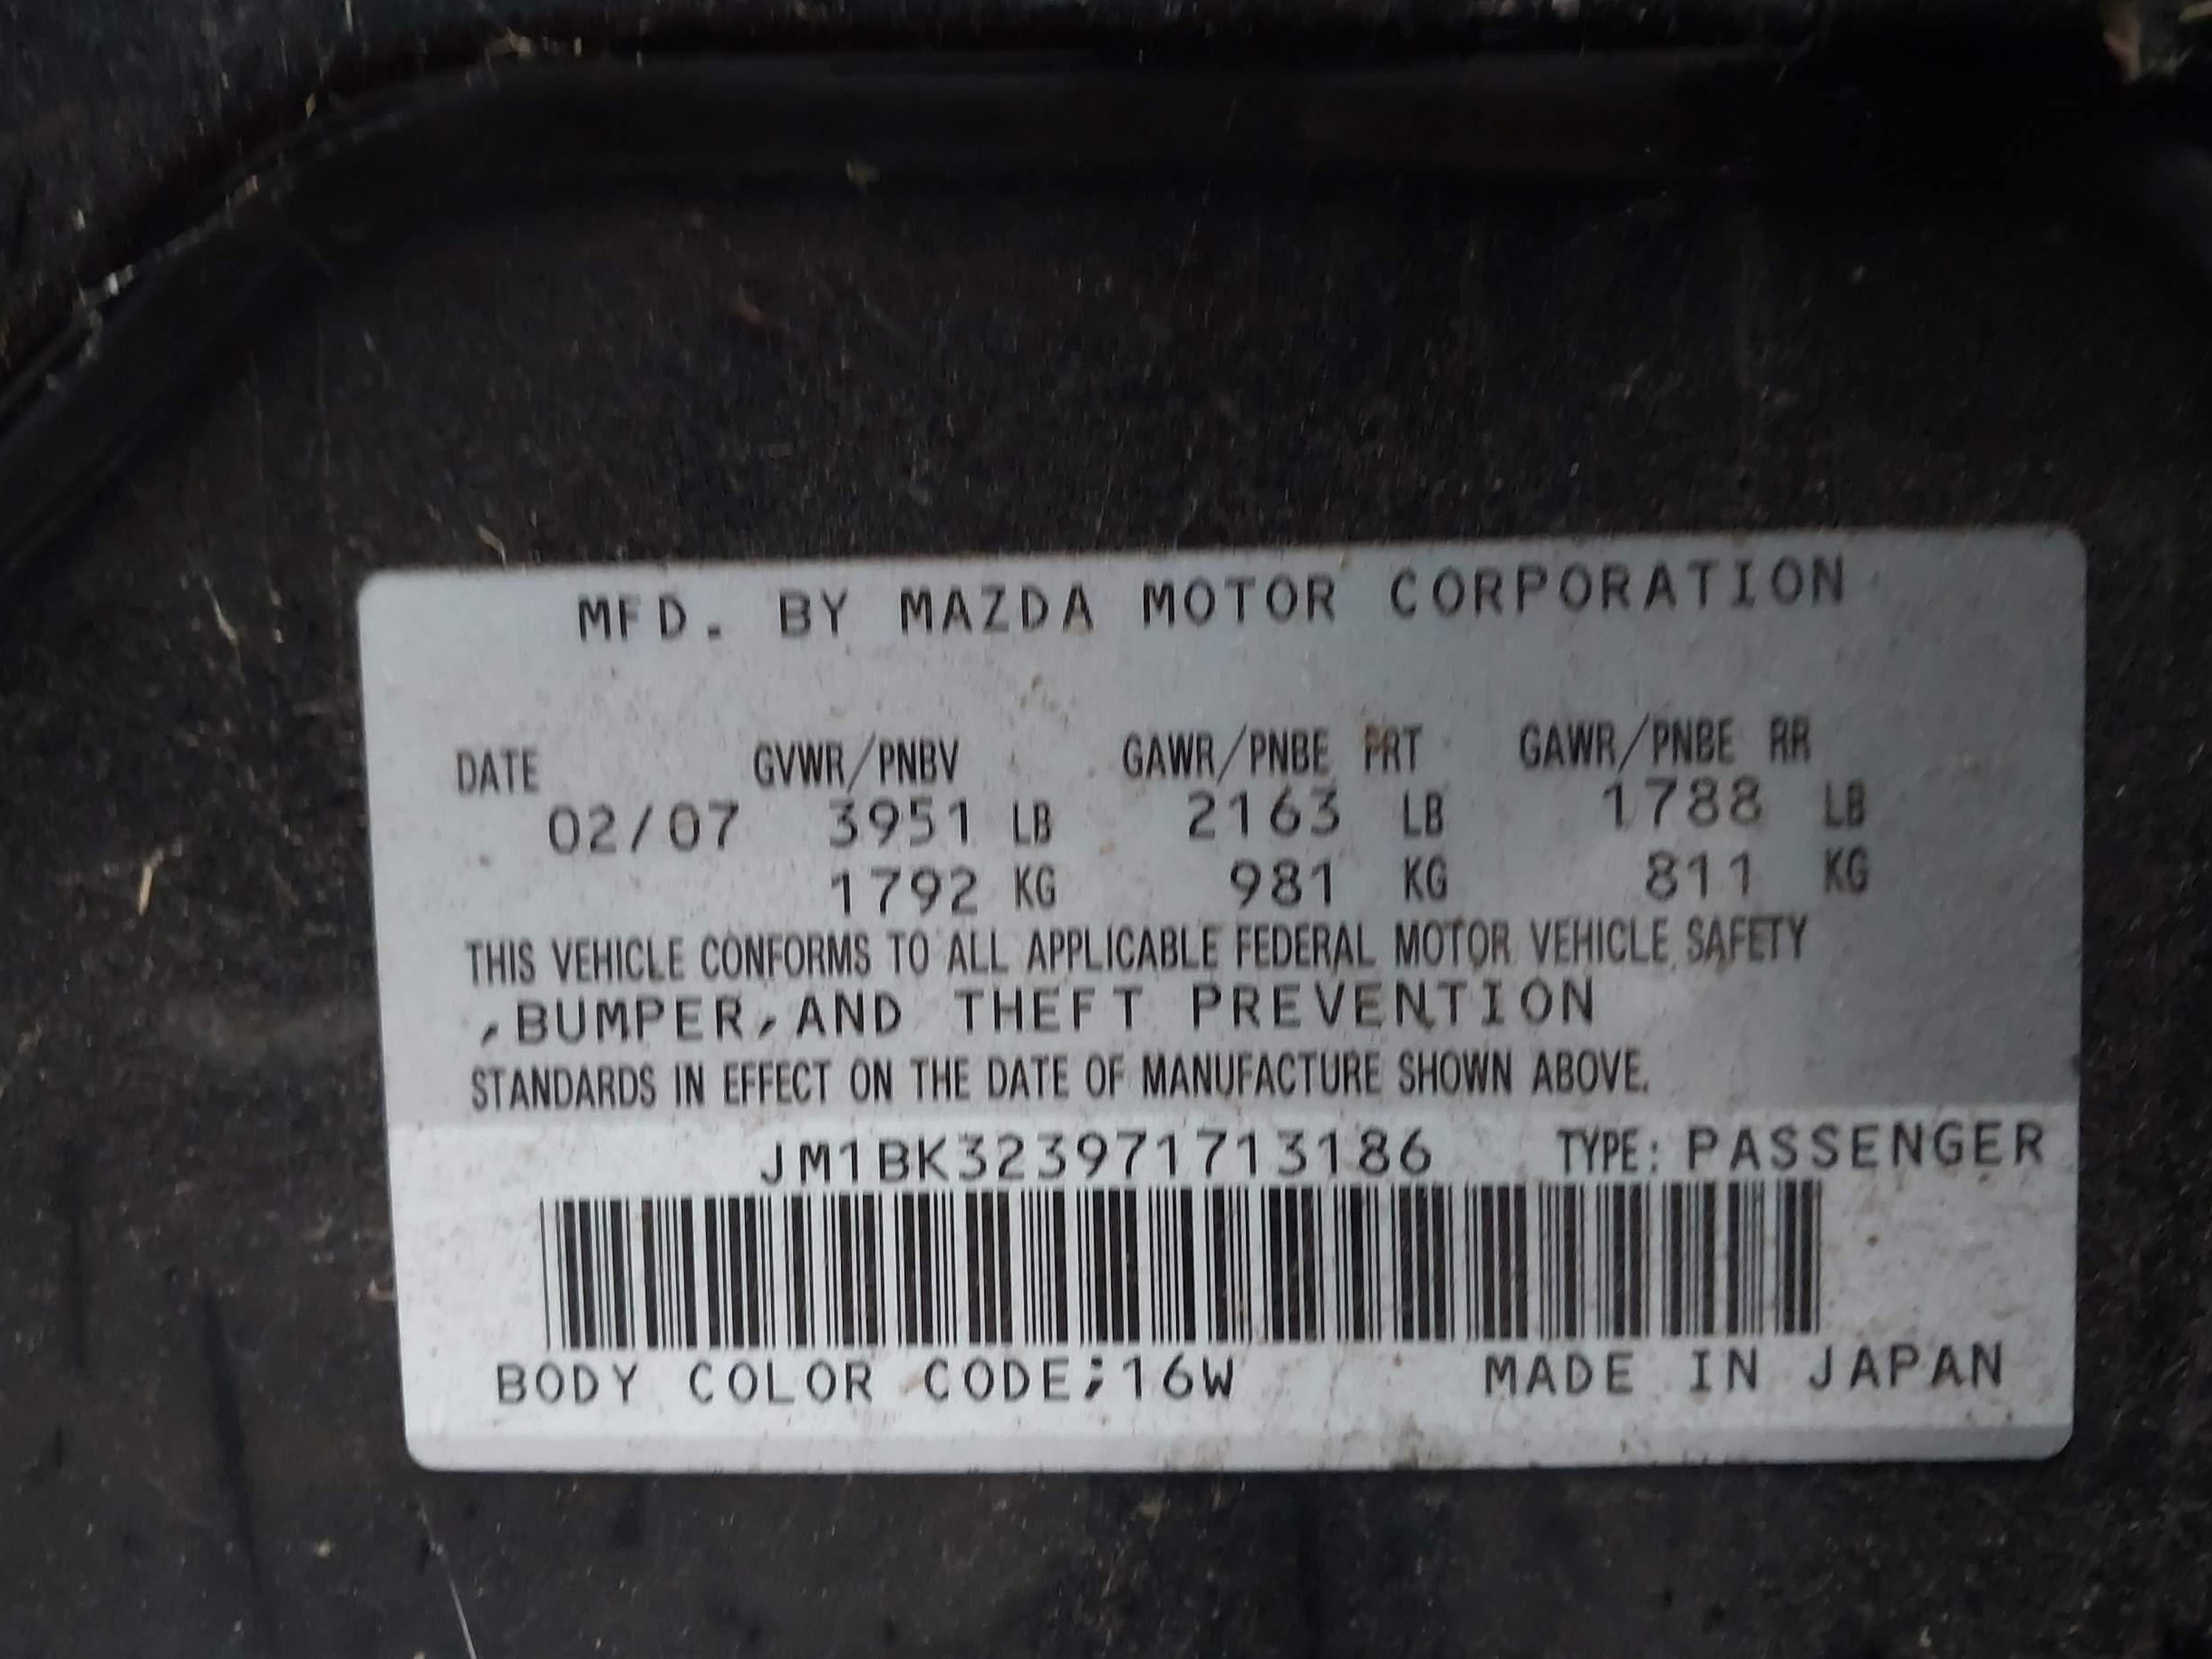 MFD. BY MAZDA MOTOR CORPORATION
DATE GVWR/PNBV GAWR/PNBE FRT GAWR/PNBE RR
02/07 3951 LB 2163 LB 1788 LB
1792 KG 981 KG 811 KG
THIS VEHICLE CONFORMS TO ALL APPLICABLE FEDERAL MOTOR VEHICLE SAFETY
,BUMPER,AND THEFT PREVENTION
STANDARDS IN EFFECT ON THE DATE OF MANUFACTURE SHOWN ABOVE.
JM1BK323971713186 TYPE: PASSENGER
BODY COLOR CODE;16W MADE IN JAPAN